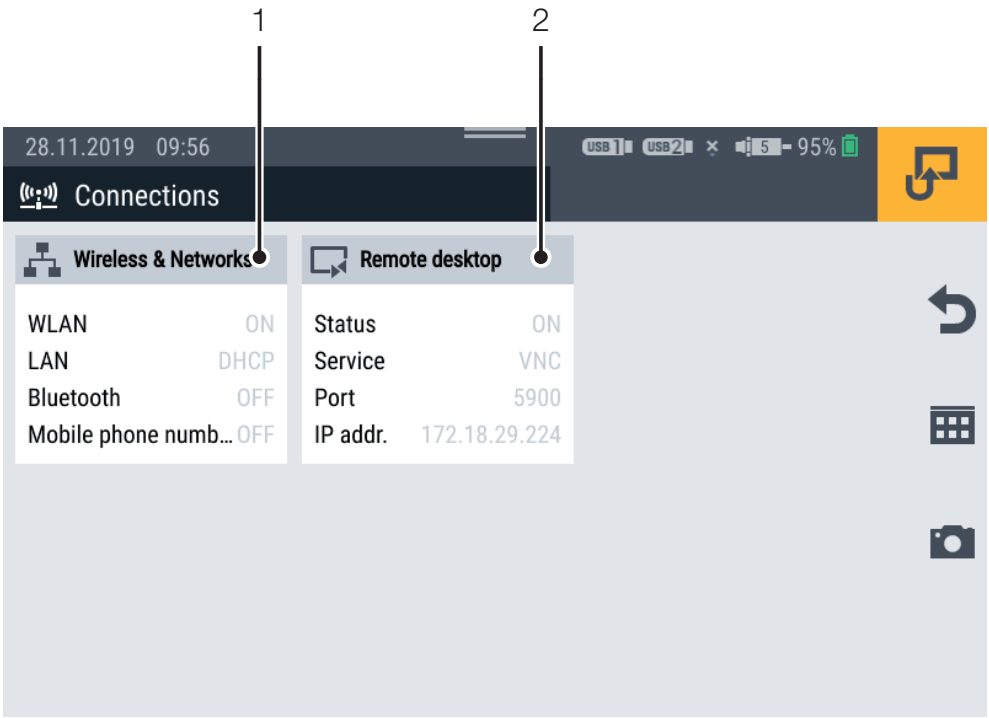 1 2
28.11.2019 09:56 USB 1 USB 2 5 95%
Connections
Wireless & Networks Remote desktop
WLAN ON Status ON
LAN DHCP Service VNC
Bluetooth OFF Port 5900
Mobile phone numb... OFF IP addr. 172.18.29.224